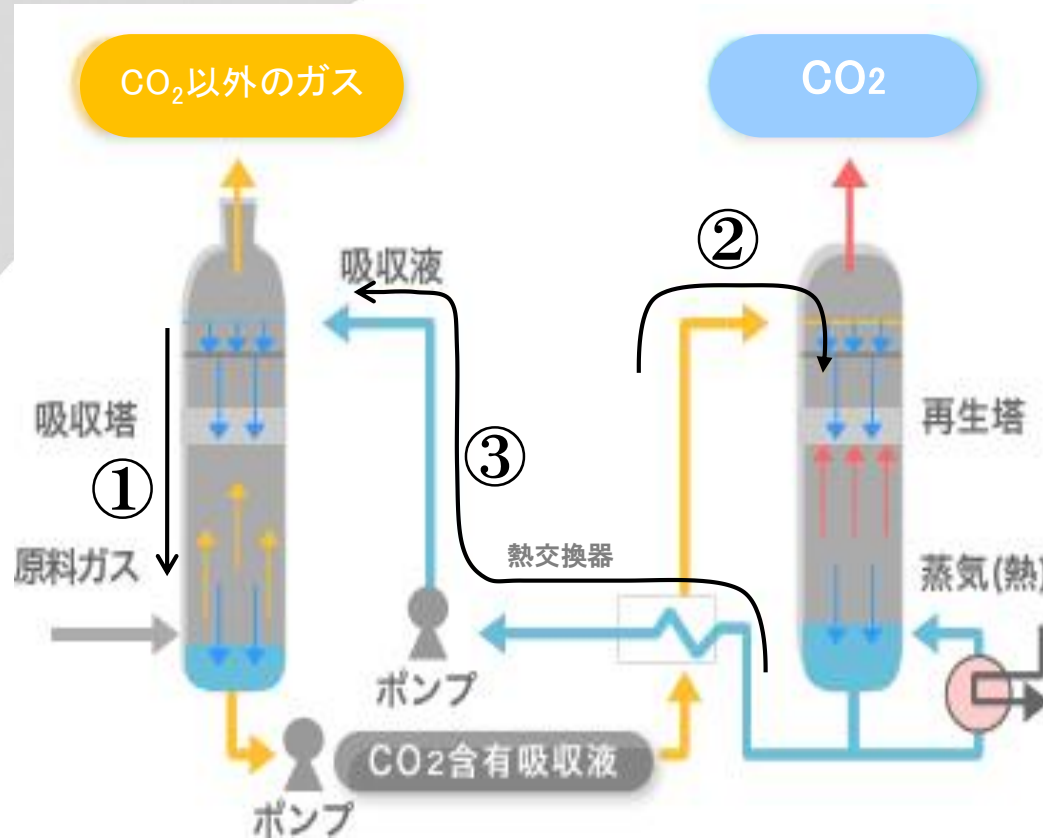 CO₂以外のガス
CO2
②
吸収液
吸収塔
再生塔
③
①
熱交換器
原料ガス
蒸気(熱)
ポンプ
CO2含有吸収液
ポンプ